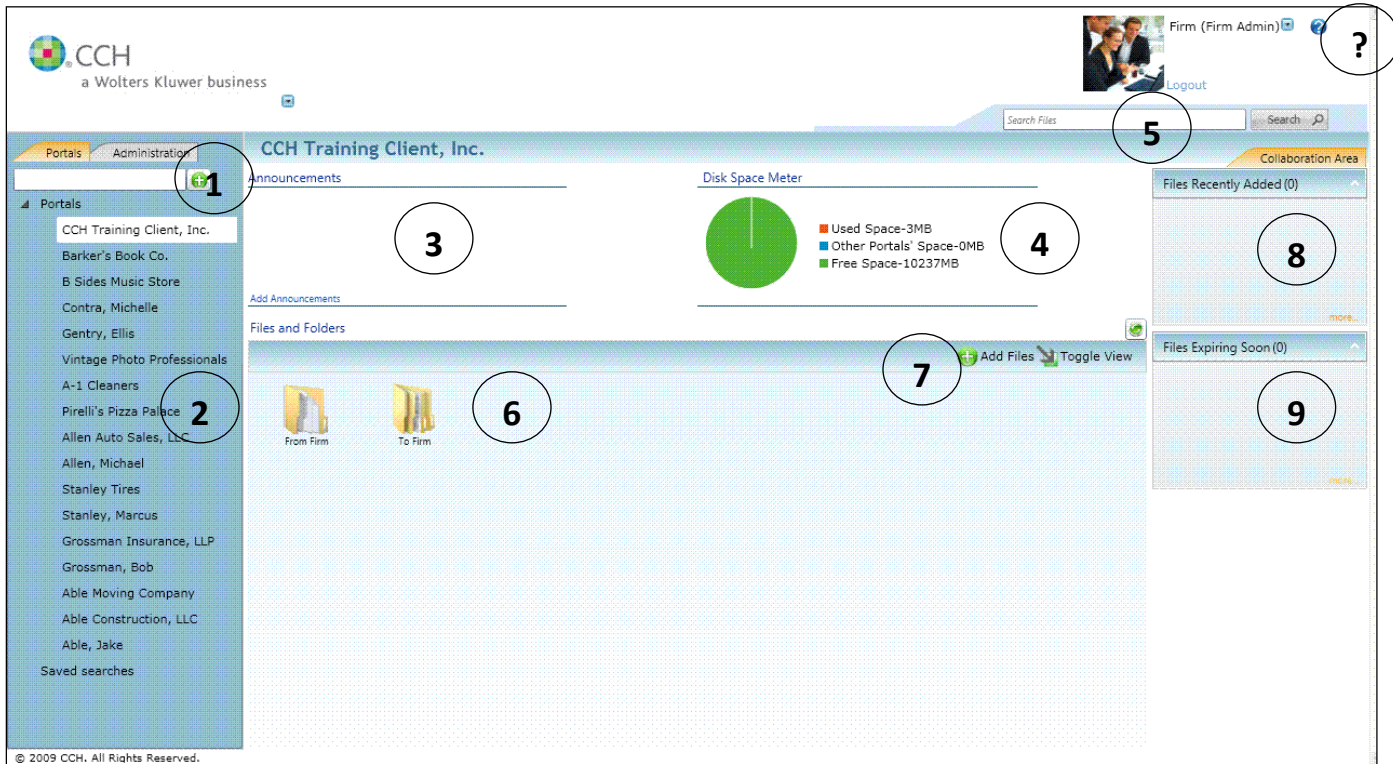 CCH
a Wolters Kluwer business
Firm (Firm Admin)
?
Logout
Search Files
5
Search
Portals
Administration
1
CCH Training Client, Inc.
Collaboration Area
Portals
CCH Training Client, Inc.
Barker's Book Co.
B Sides Music Store
Contra, Michelle
Gentry, Ellis
Vintage Photo Professionals
A-1 Cleaners
Pirelli's Pizza Palace
2
Allen Auto Sales, LLC
Allen, Michael
Stanley Tires
Stanley, Marcus
Grossman Insurance, LLP
Grossman, Bob
Able Moving Company
Able Construction, LLC
Able, Jake
Saved searches
Announcements
3
Add Announcements
Disk Space Meter
Used Space-3MB
Other Portals' Space-0MB
Free Space-10237MB
4
Files and Folders
7
Add Files
Toggle View
From Firm
To Firm
6
Files Recently Added (0)
8
more...
Files Expiring Soon (0)
9
more...
© 2009 CCH. All Rights Reserved.